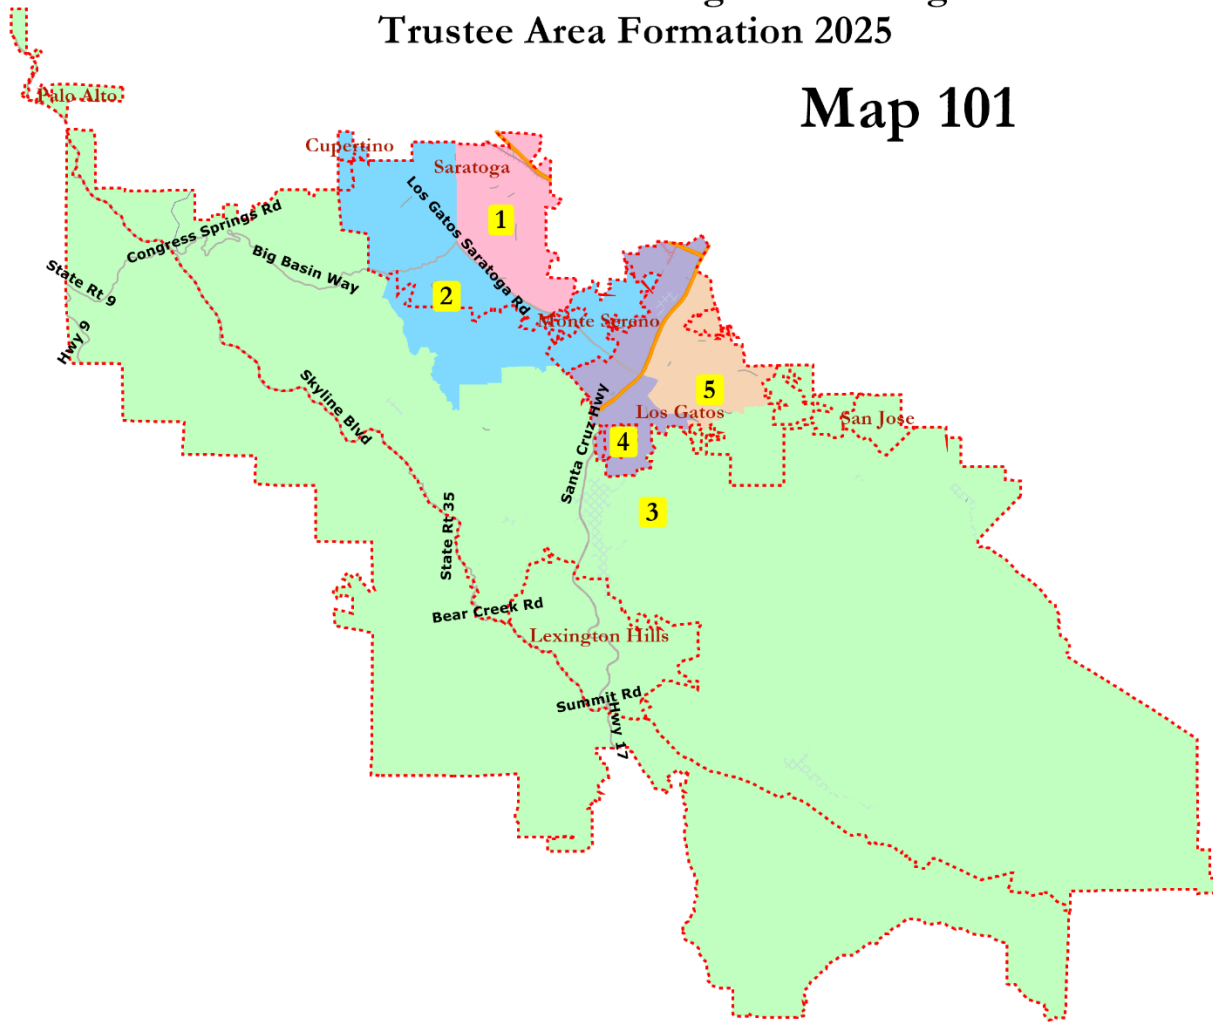 Trustee Area Formation 2025
Map 101
Palo Alto
Cupertino
Saratoga
Los Gatos Saratoga Rd
1
Congress Springs Rd
Big Basin Way
State Rt 9
Hwy 9
2
Monte Sereno
Skyline Blvd
5
Los Gatos
San Jose
Santa Cruz Hwy
4
3
State Rt 35
Bear Creek Rd
Lexington Hills
Summit Rd
Hwy 17